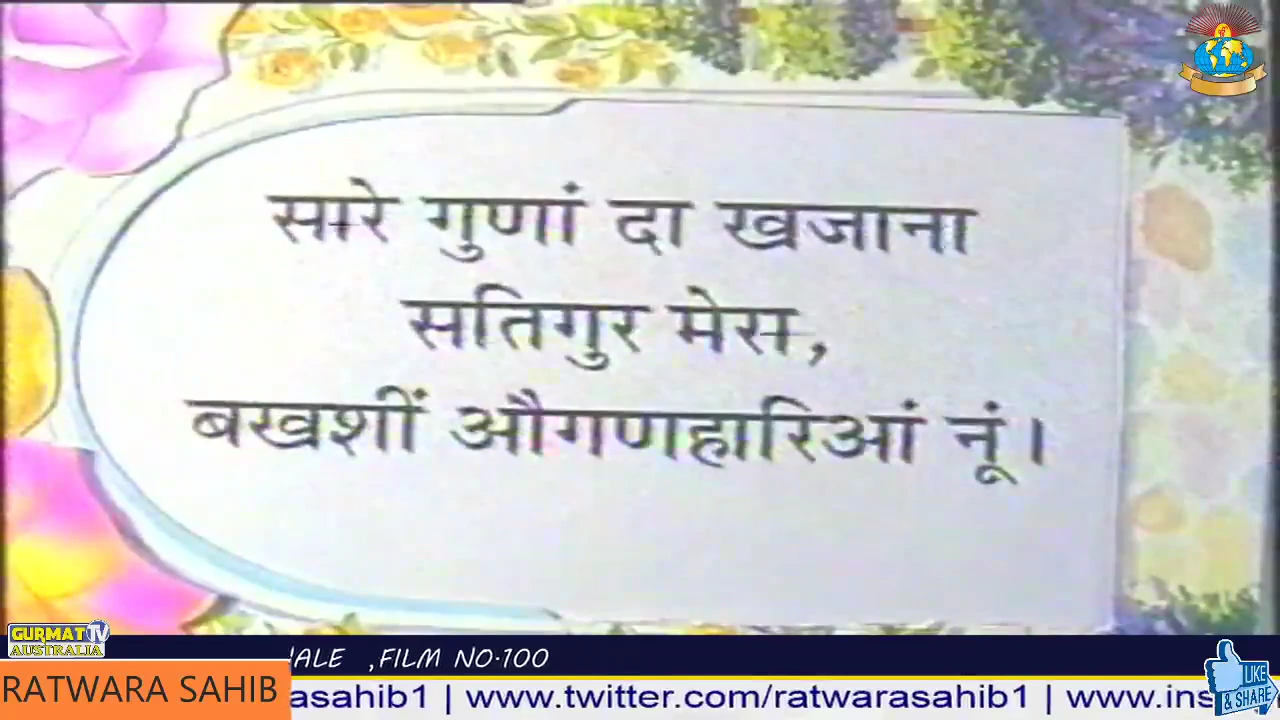 सारे गुणां दा खजाना
सतिगुर मेरा,
बखशीं औगणहारिआं नूं।
GURMAT TV
AUSTRALIA
,FILM NO·100
RATWARA SAHIB
asahib1 | www.twitter.com/ratwarasahib1 | www.ins
LIKE
& SHARE